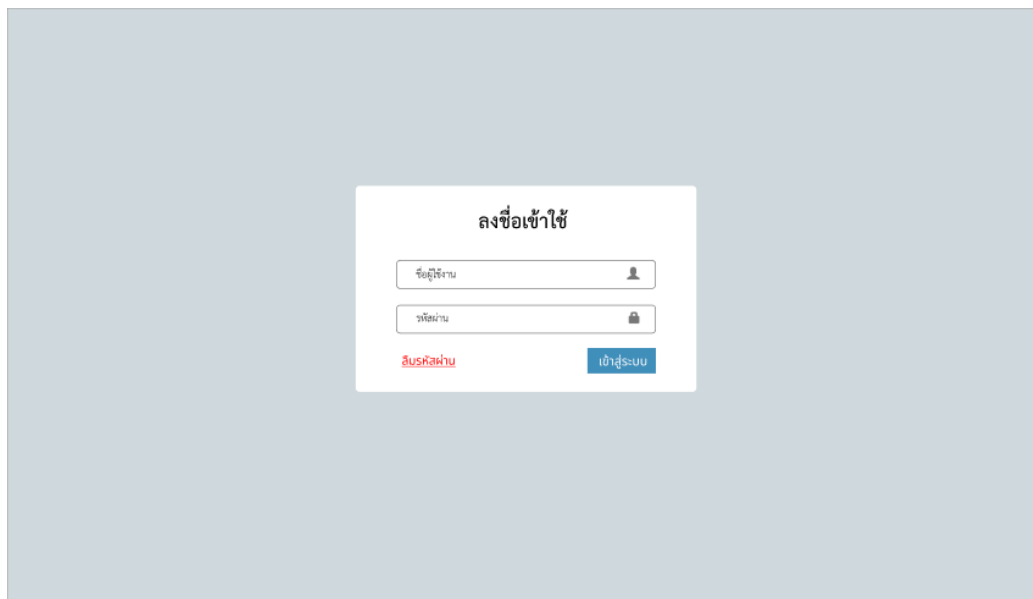 ลงชื่อเข้าใช้
ชื่อผู้ใช้งาน
รหัสผ่าน
ลืมรหัสผ่าน เข้าสู่ระบบ